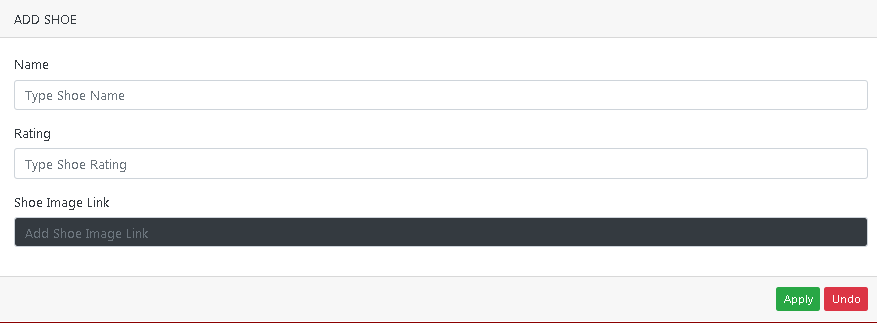 ADD SHOE
Name
Type Shoe Name
Rating
Type Shoe Rating
Shoe Image Link
Add Shoe Image Link
Apply Undo